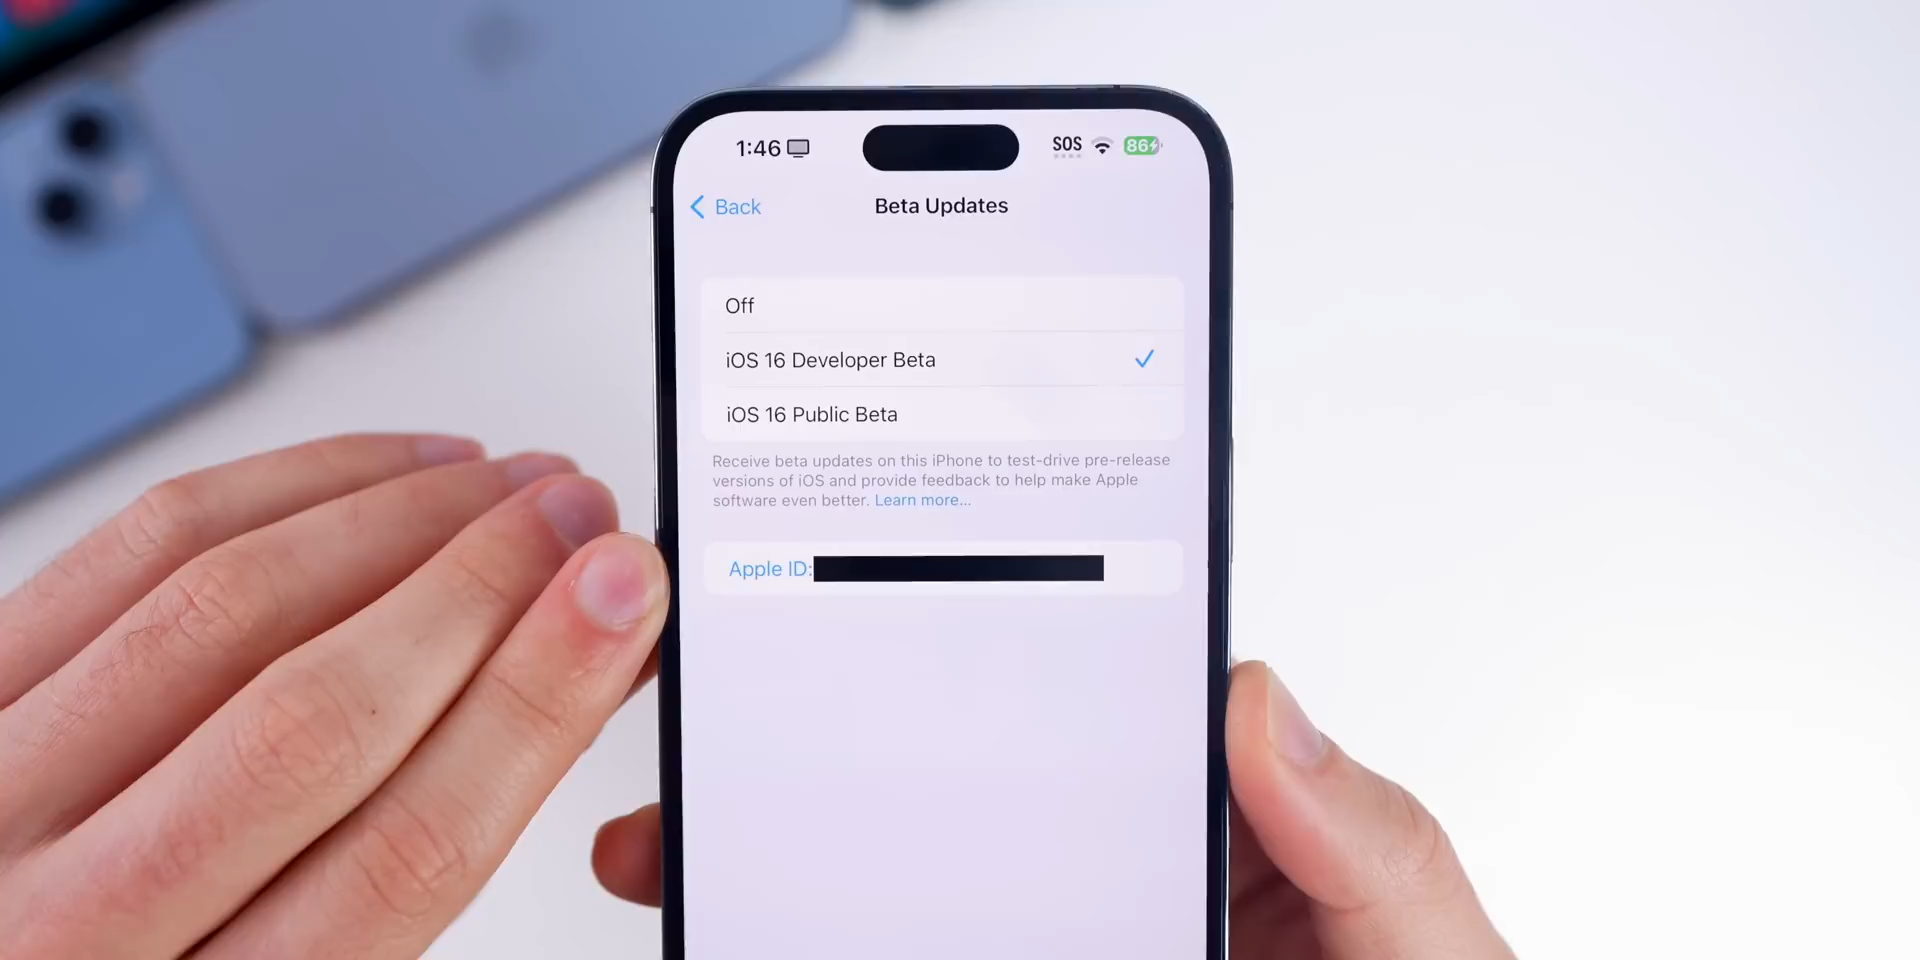 1:46
SOS
86
Back
Beta Updates
Off
iOS 16 Developer Beta
iOS 16 Public Beta
Receive beta updates on this iPhone to test-drive pre-release
versions of iOS and provide feedback to help make Apple
software even better. Learn more...
Apple ID: